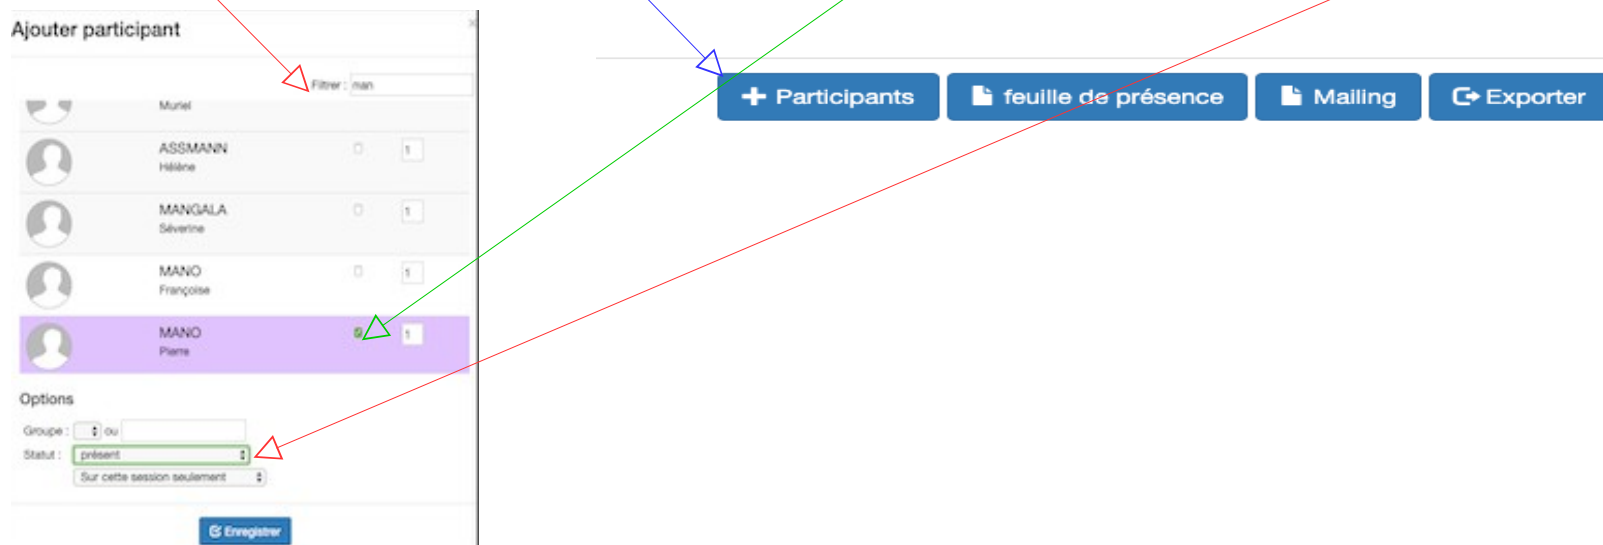 Ajouter participant
×
Filtrer : man
Muriel
ASSMANN
1
Hélène
MANGALA
1
Séverine
MANO
1
Françoise
MANO
1
Pierre
Options
Groupe : ou
Statut : présent
Sur cette session seulement
Enregistrer
+ Participants
feuille de présence
Mailing
Exporter